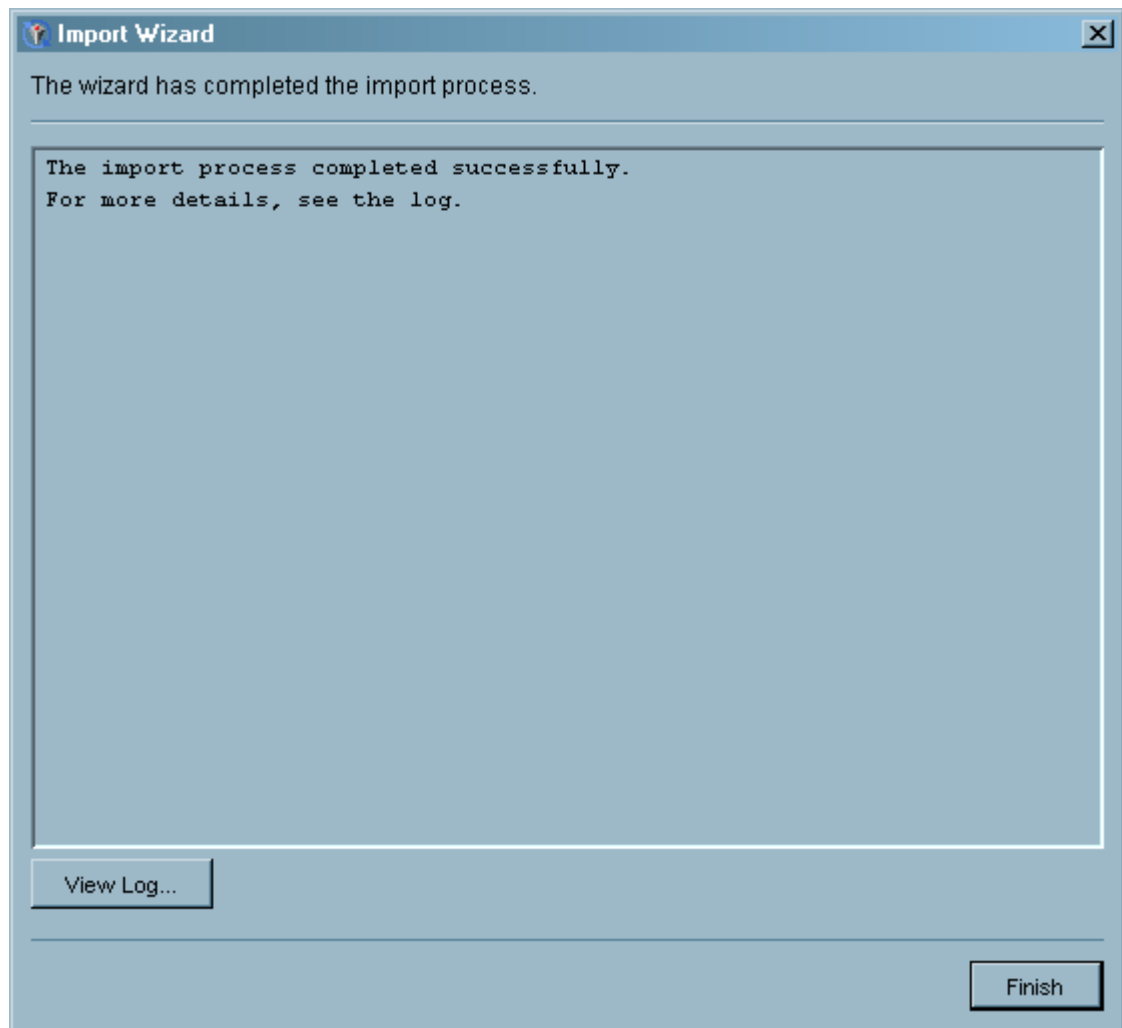 Import Wizard
The wizard has completed the import process.
The import process completed successfully.
For more details, see the log.
View Log...
Finish